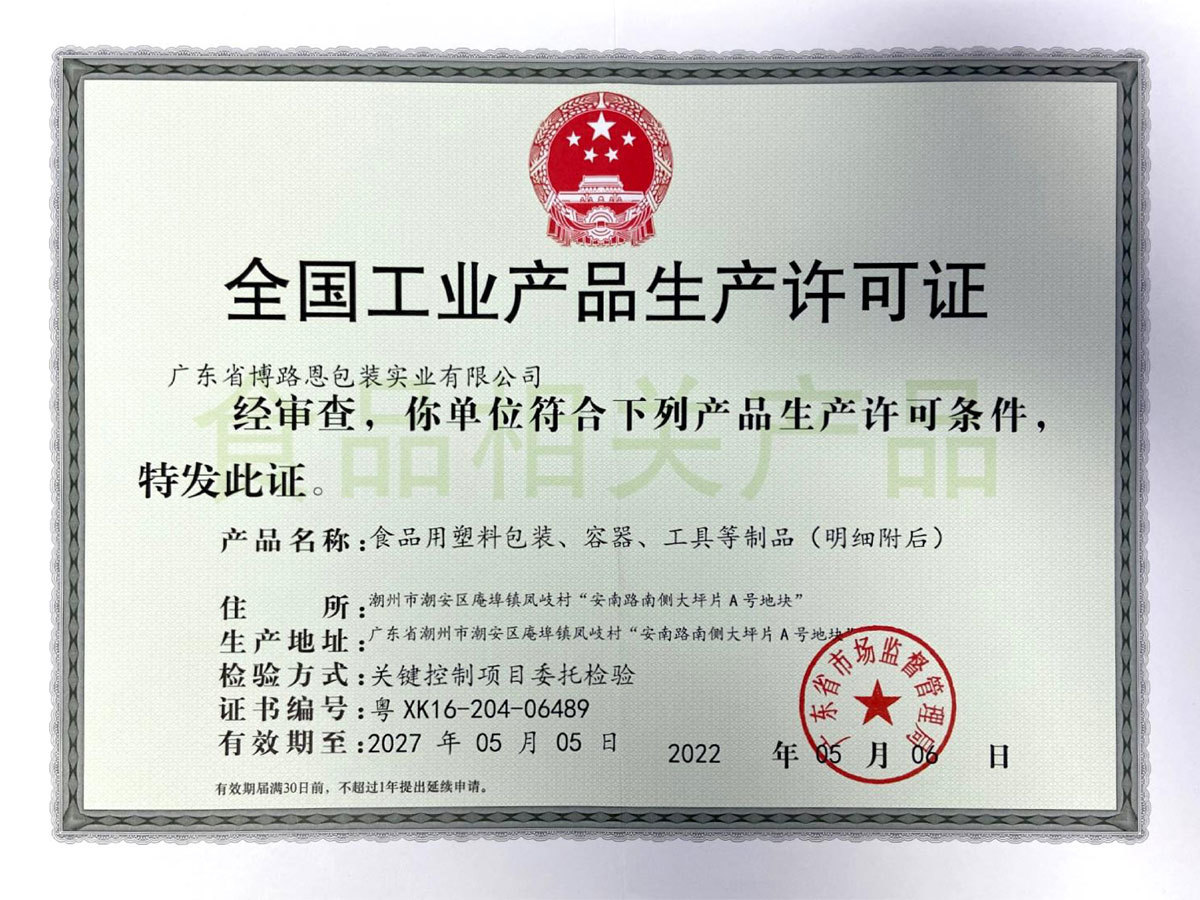 全国工业产品生产许可证
广东省博路恩包装实业有限公司
食品相关产品
经审查，你单位符合下列产品生产许可条件，
特发此证。
产品名称：食品用塑料包装、容器、工具等制品（明细附后）
住 所：潮州市潮安区庵埠镇凤岐村“安南路南侧大坪片A号地块”
生产地址：广东省潮州市潮安区庵埠镇凤岐村“安南路南侧大坪片A号地块”
检验方式：关键控制项目委托检验
证书编号：粤 XK16-204-06489
有效期至：2027 年 05 月 05 日
广东省市场监督管理局
2022 年 05 月 06 日
有效期届满30日前，不超过1年提出延续申请。